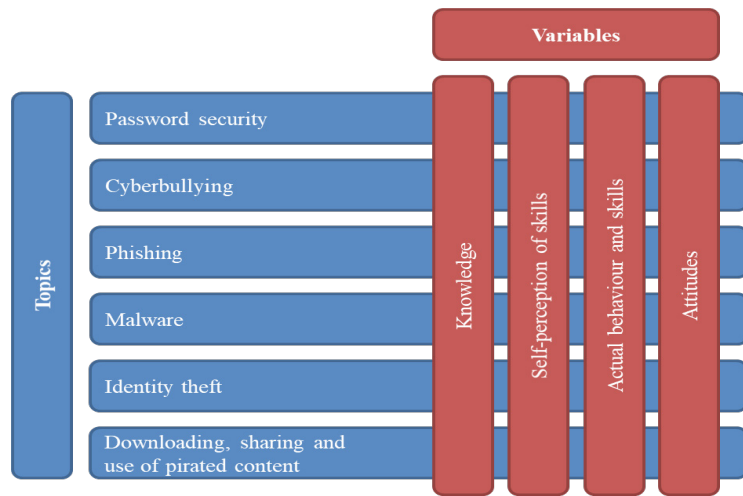 Variables
Topics
Password security
Cyberbullying
Phishing
Malware
Identity theft
Downloading, sharing and
use of pirated content
Knowledge
Self-perception of skills
Actual behaviour and skills
Attitudes